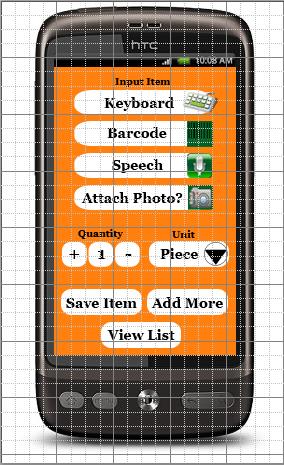 hTC
10:08 AM
Input Item
Keyboard
Barcode
Speech
Attach Photo?
Quantity Unit
+ 1 - Piece
Save Item Add More
View List